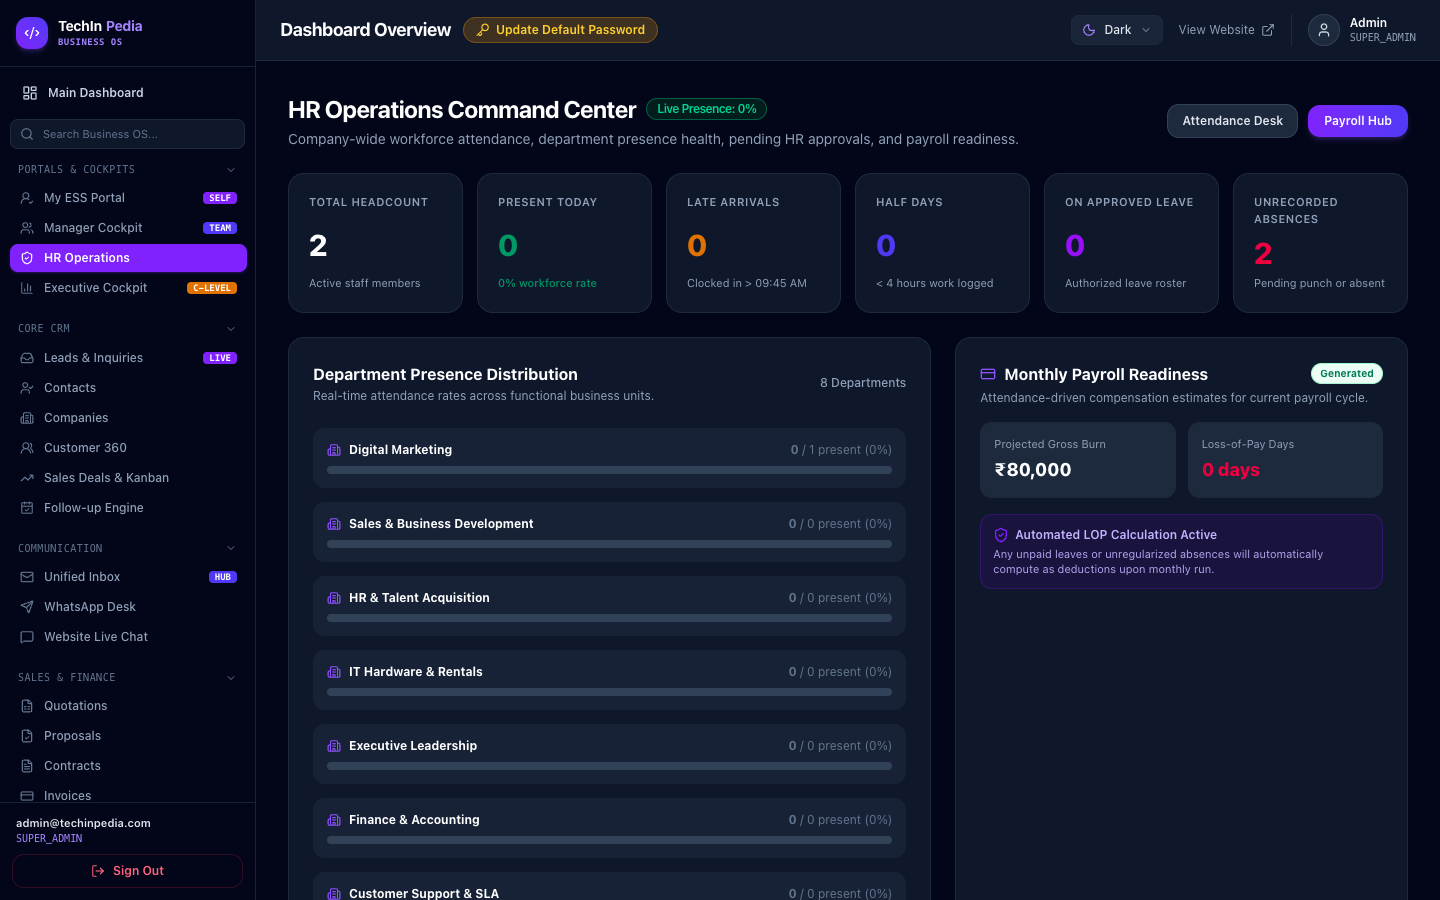 TechIn Pedia
BUSINESS OS
Main Dashboard
Search Business OS...
PORTALS & COCKPITS
My ESS Portal
SELF
Manager Cockpit
TEAM
HR Operations
Executive Cockpit
C-LEVEL
CORE CRM
Leads & Inquiries
LIVE
Contacts
Companies
Customer 360
Sales Deals & Kanban
Follow-up Engine
COMMUNICATION
Unified Inbox
HUB
WhatsApp Desk
Website Live Chat
SALES & FINANCE
Quotations
Proposals
Contracts
Invoices
admin@techinpedia.com
SUPER_ADMIN
Sign Out
Dashboard Overview
Update Default Password
Dark
View Website
Admin
SUPER_ADMIN
HR Operations Command Center
Live Presence: 0%
Company-wide workforce attendance, department presence health, pending HR approvals, and payroll readiness.
Attendance Desk
Payroll Hub
TOTAL HEADCOUNT
2
Active staff members
PRESENT TODAY
0
0% workforce rate
LATE ARRIVALS
0
Clocked in > 09:45 AM
HALF DAYS
0
< 4 hours work logged
ON APPROVED LEAVE
0
Authorized leave roster
UNRECORDED
ABSENCES
2
Pending punch or absent
Department Presence Distribution
Real-time attendance rates across functional business units.
8 Departments
Digital Marketing
0 / 1 present (0%)
Sales & Business Development
0 / 0 present (0%)
HR & Talent Acquisition
0 / 0 present (0%)
IT Hardware & Rentals
0 / 0 present (0%)
Executive Leadership
0 / 0 present (0%)
Finance & Accounting
0 / 0 present (0%)
Customer Support & SLA
0 / 0 present (0%)
Monthly Payroll Readiness
Generated
Attendance-driven compensation estimates for current payroll cycle.
Projected Gross Burn
₹80,000
Loss-of-Pay Days
0 days
Automated LOP Calculation Active
Any unpaid leaves or unregularized absences will automatically
compute as deductions upon monthly run.